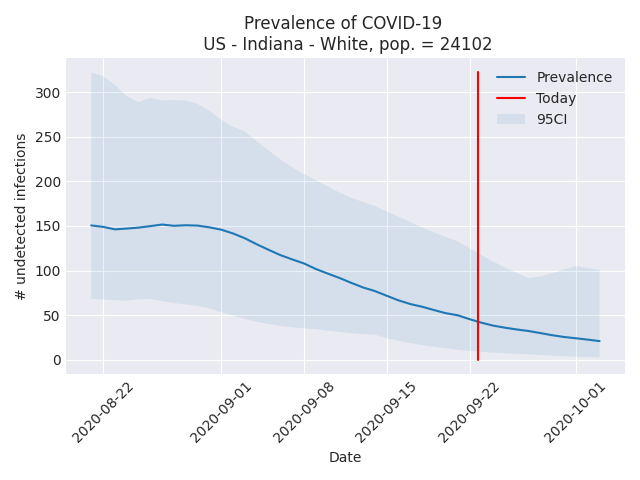 Prevalence of COVID-19
US - Indiana - White, pop. = 24102
Prevalence
Today
95CI
# undetected infections
300
250
200
150
100
50
0
2020-08-22
2020-09-01
2020-09-08
2020-09-15
2020-09-22
2020-10-01
Date